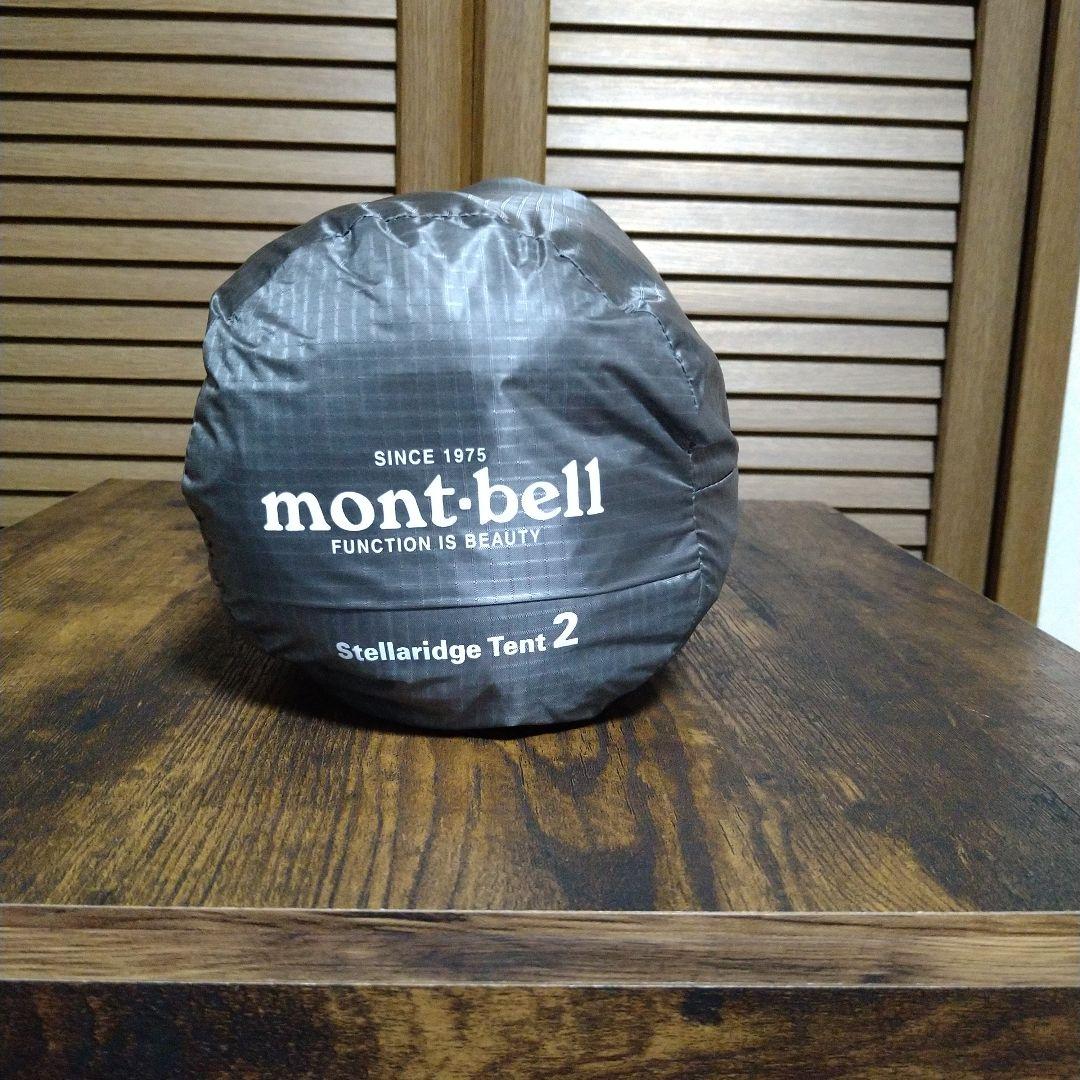 SINCE 1975
mont·bell
FUNCTION IS BEAUTY
Stellaridge Tent 2